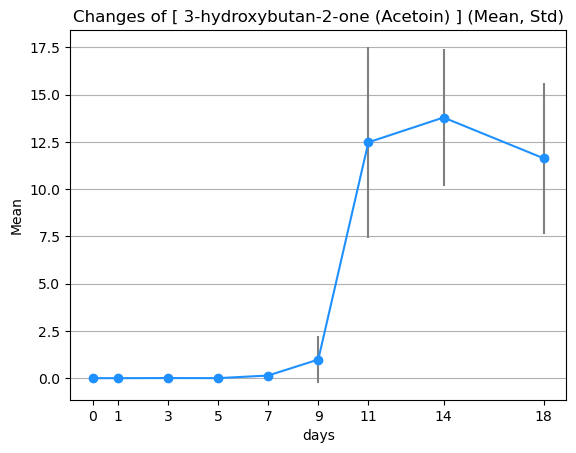 Changes of [ 3-hydroxybutan-2-one (Acetoin) ] (Mean, Std)
17.5
15.0
12.5
10.0
7.5
5.0
2.5
0.0
Mean
0 1 3 5 7 9 11 14 18
days